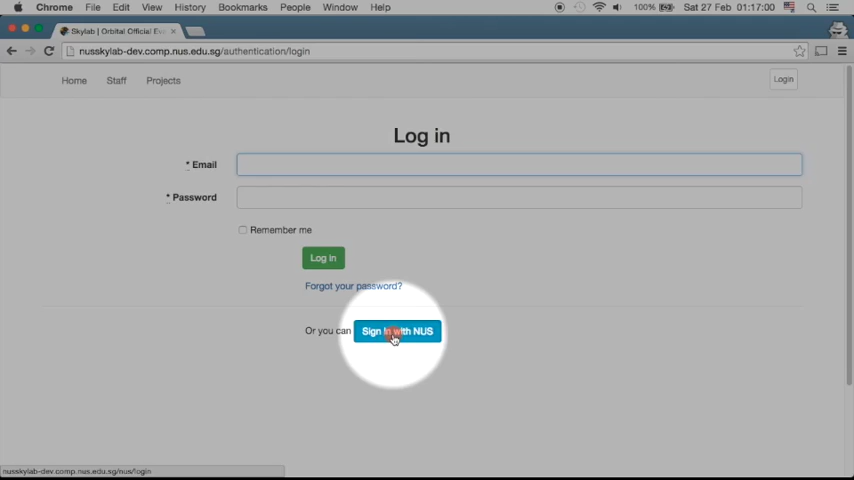 Chrome File Edit View History Bookmarks People Window Help 100% Sat 27 Feb 01:17:00
Skylab | Orbital Official Eve
nusskylab-dev.comp.nus.edu.sg/authentication/login
Home Staff Projects Login
Log in
* Email
* Password
Remember me
Log in
Forgot your password?
Or you can Sign in with NUS
nusskylab-dev.comp.nus.edu.sg/nus/login